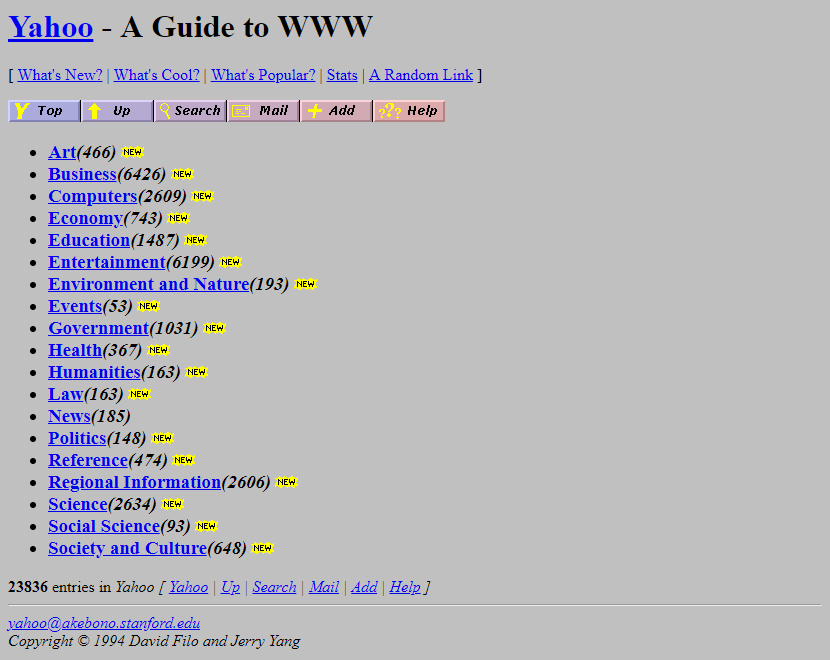 Yahoo - A Guide to WWW
[ What's New? | What's Cool? | What's Popular? | Stats | A Random Link ]
Top Up Search Mail Add ??? Help
Art(466) NEW
Business(6426) NEW
Computers(2609) NEW
Economy(743) NEW
Education(1487) NEW
Entertainment(6199) NEW
Environment and Nature(193) NEW
Events(53) NEW
Government(1031) NEW
Health(367) NEW
Humanities(163) NEW
Law(163) NEW
News(185)
Politics(148) NEW
Reference(474) NEW
Regional Information(2606) NEW
Science(2634) NEW
Social Science(93) NEW
Society and Culture(648) NEW
23836 entries in Yahoo [ Yahoo | Up | Search | Mail | Add | Help ]
yahoo@akebono.stanford.edu
Copyright © 1994 David Filo and Jerry Yang